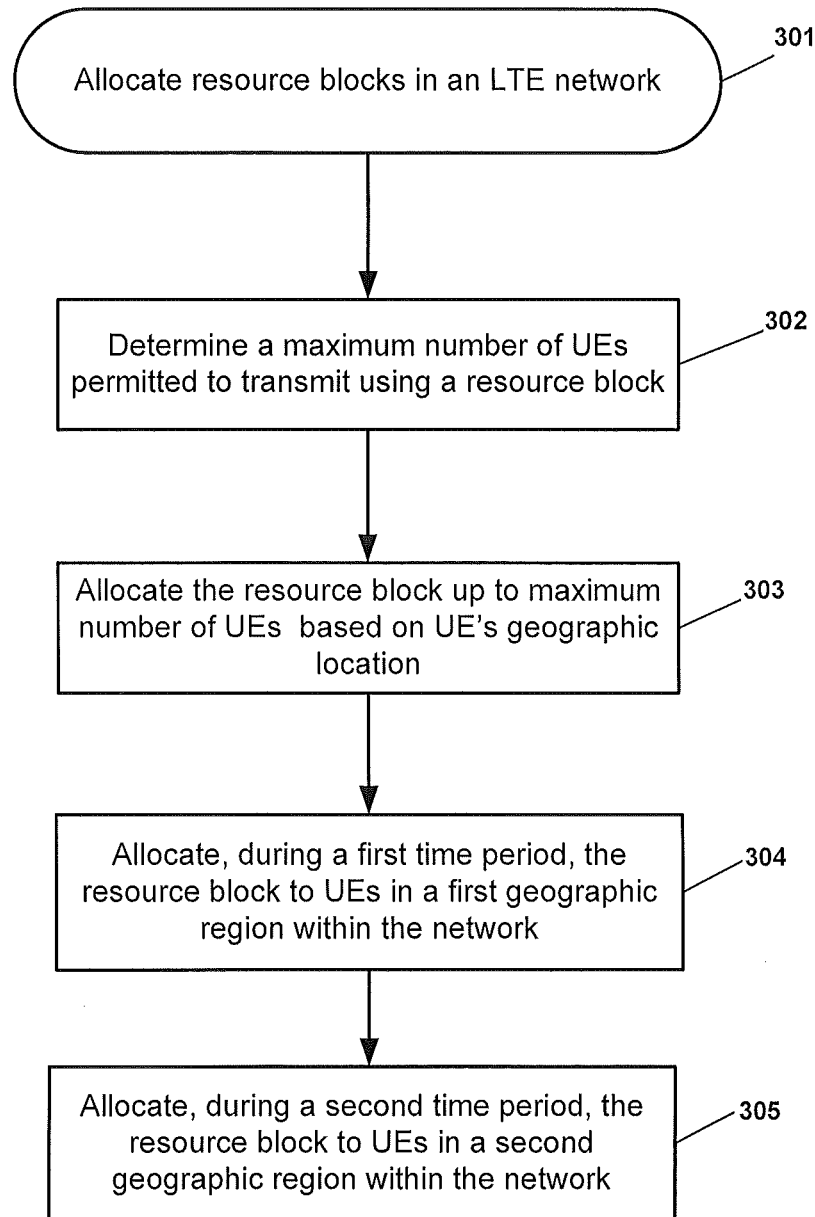 Allocate resource blocks in an LTE network
301
Determine a maximum number of UEs
permitted to transmit using a resource block
302
Allocate the resource block up to maximum
number of UEs based on UE's geographic
location
303
Allocate, during a first time period, the
resource block to UEs in a first geographic
region within the network
304
Allocate, during a second time period, the
resource block to UEs in a second
geographic region within the network
305